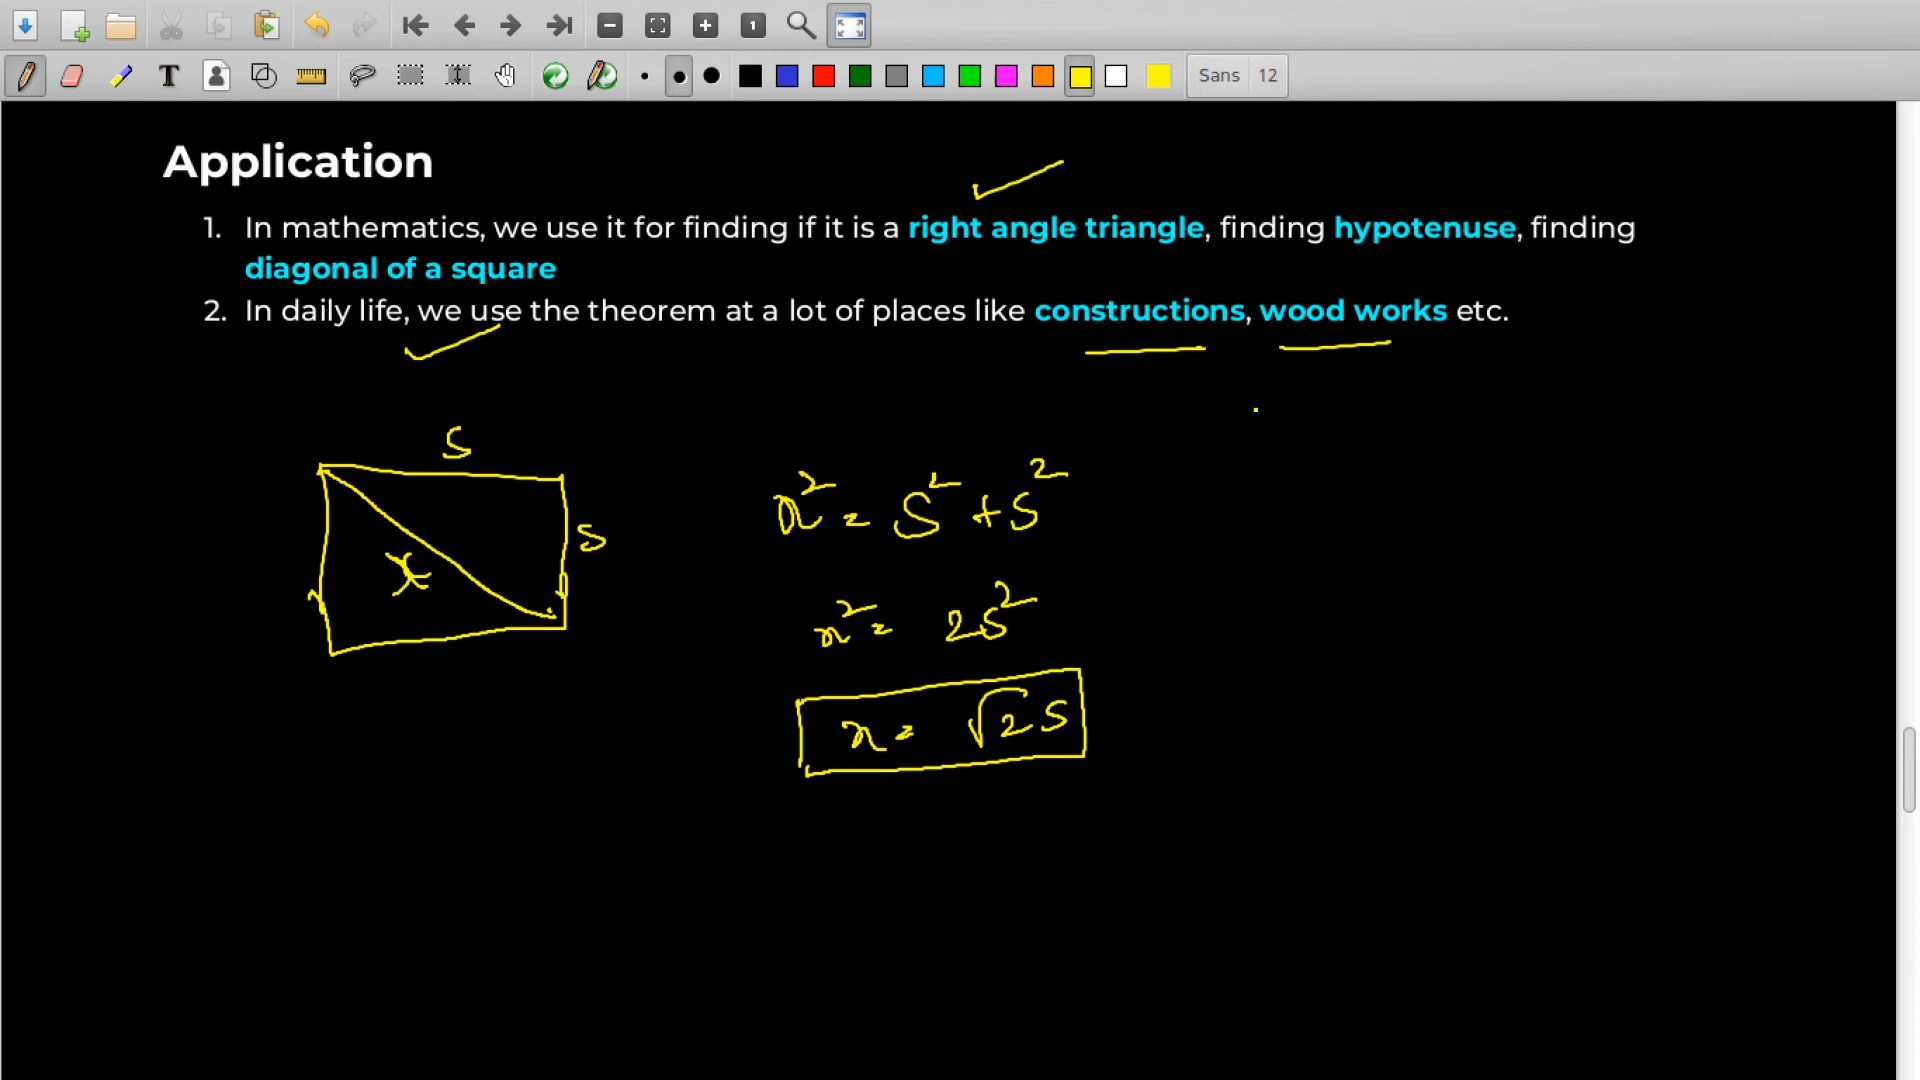 1
T
Sans 12
Application
1. In mathematics, we use it for finding if it is a right angle triangle, finding hypotenuse, finding
diagonal of a square
2. In daily life, we use the theorem at a lot of places like constructions, wood works etc.
S
S
x
x² = S² + S²
x² = 2S²
x = √2 S